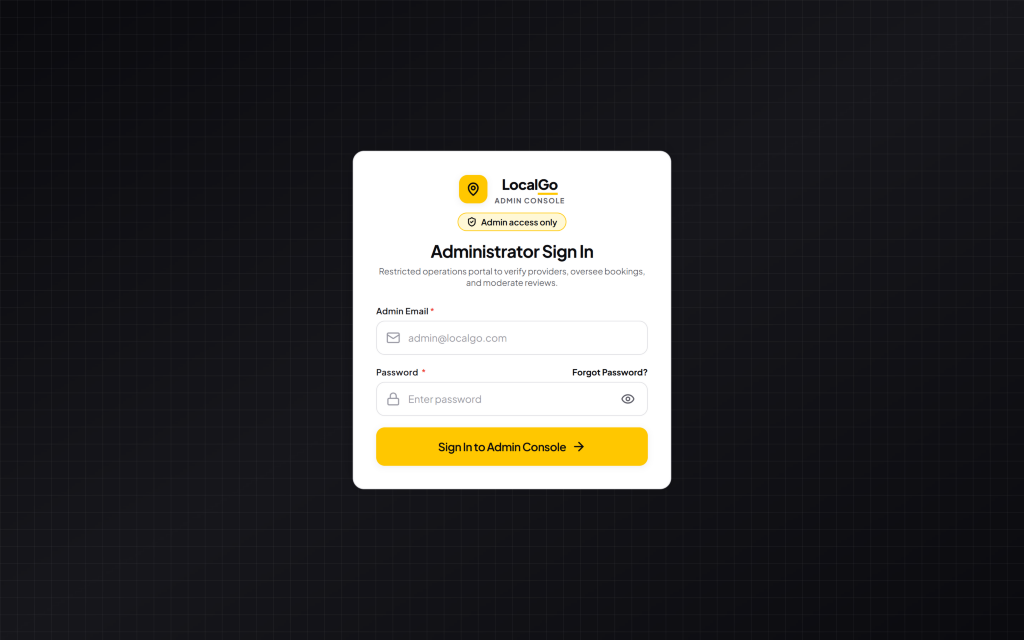 LocalGo
ADMIN CONSOLE
Admin access only
Administrator Sign In
Restricted operations portal to verify providers, oversee bookings,
and moderate reviews.
Admin Email *
admin@localgo.com
Password * Forgot Password?
Enter password
Sign In to Admin Console →